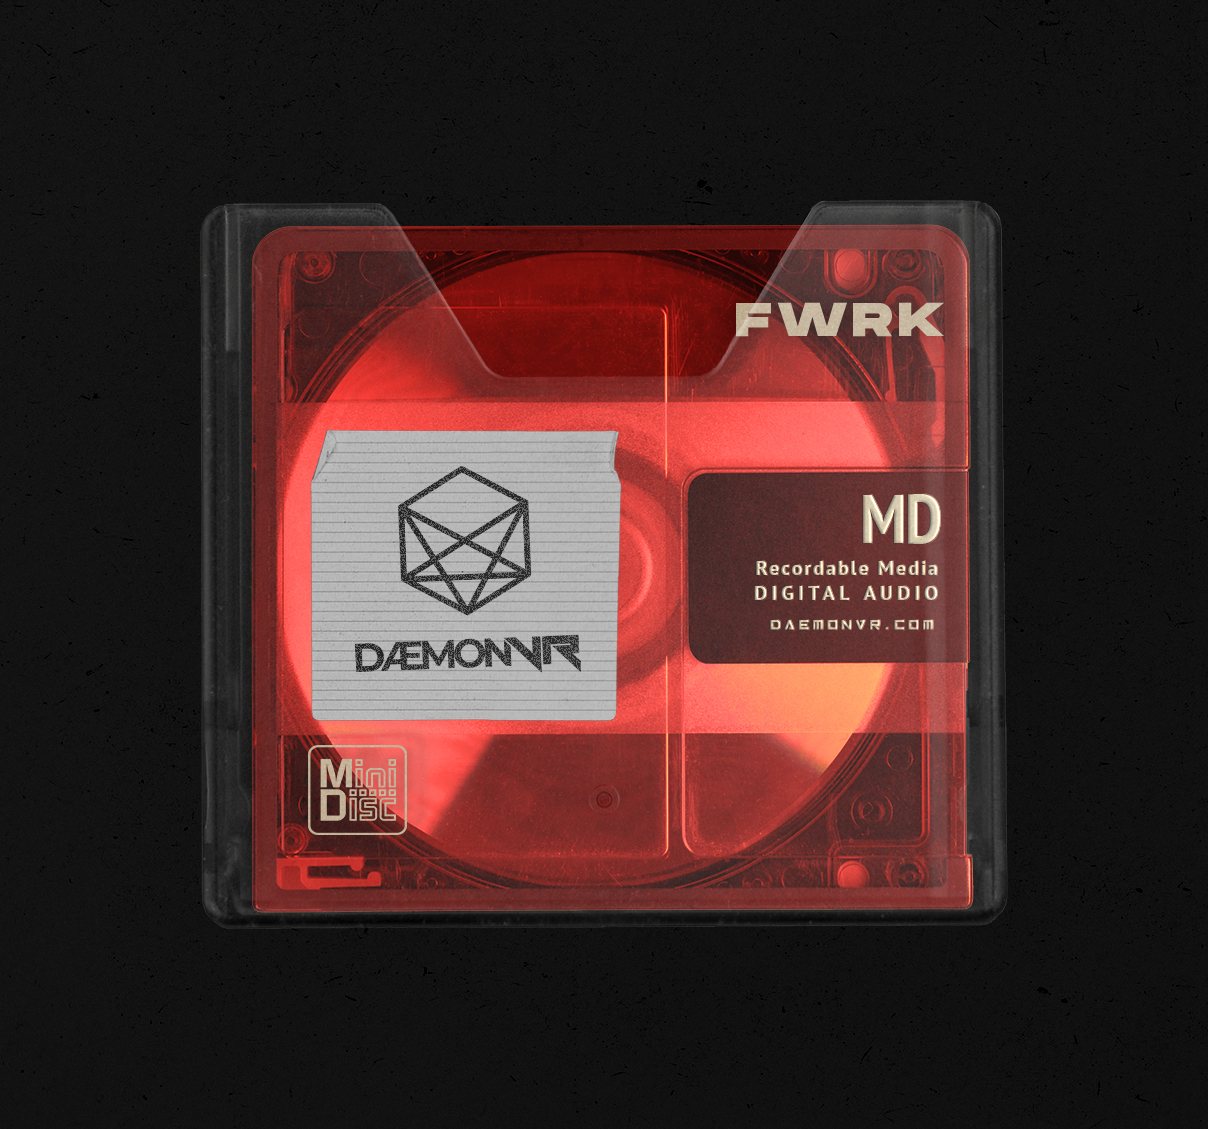 FWRK
MD
Recordable Media
DIGITAL AUDIO
DAEMONVR.COM
DÆMONVR
Mini
Disc